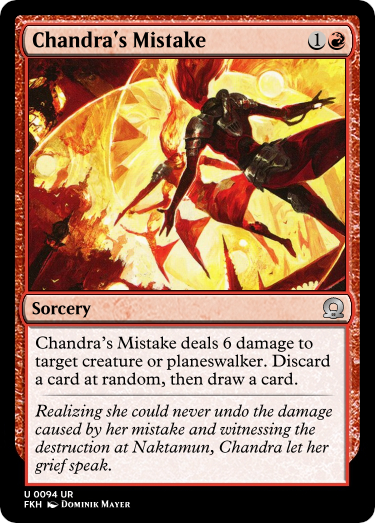 Chandra's Mistake 1
Sorcery
Chandra's Mistake deals 6 damage to
target creature or planeswalker. Discard
a card at random, then draw a card.
Realizing she could never undo the damage
caused by her mistake and witnessing the
destruction at Naktamun, Chandra let her
grief speak.
U 0094 UR
FKH DOMINIK MAYER